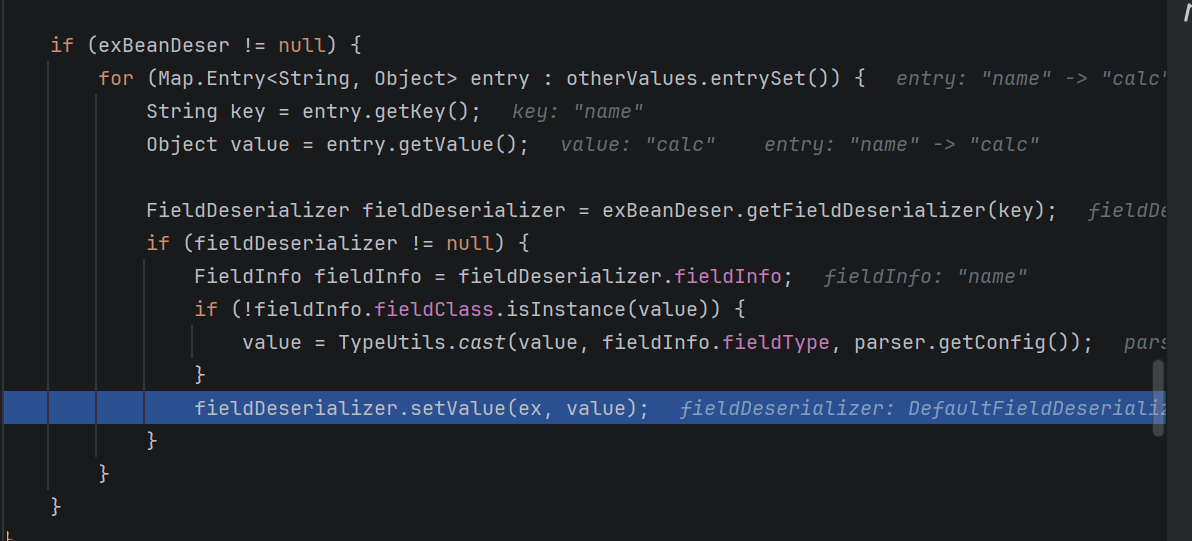 if (exBeanDeser != null) {
for (Map.Entry<String, Object> entry : otherValues.entrySet()) {   entry: "name" -> "calc"
String key = entry.getKey();   key: "name"
Object value = entry.getValue();   value: "calc"    entry: "name" -> "calc"
FieldDeserializer fieldDeserializer = exBeanDeser.getFieldDeserializer(key);
if (fieldDeserializer != null) {
FieldInfo fieldInfo = fieldDeserializer.fieldInfo;   fieldInfo: "name"
if (!fieldInfo.fieldClass.isInstance(value)) {
value = TypeUtils.cast(value, fieldInfo.fieldType, parser.getConfig());
}
fieldDeserializer.setValue(ex, value);   fieldDeserializer:
}
}
}